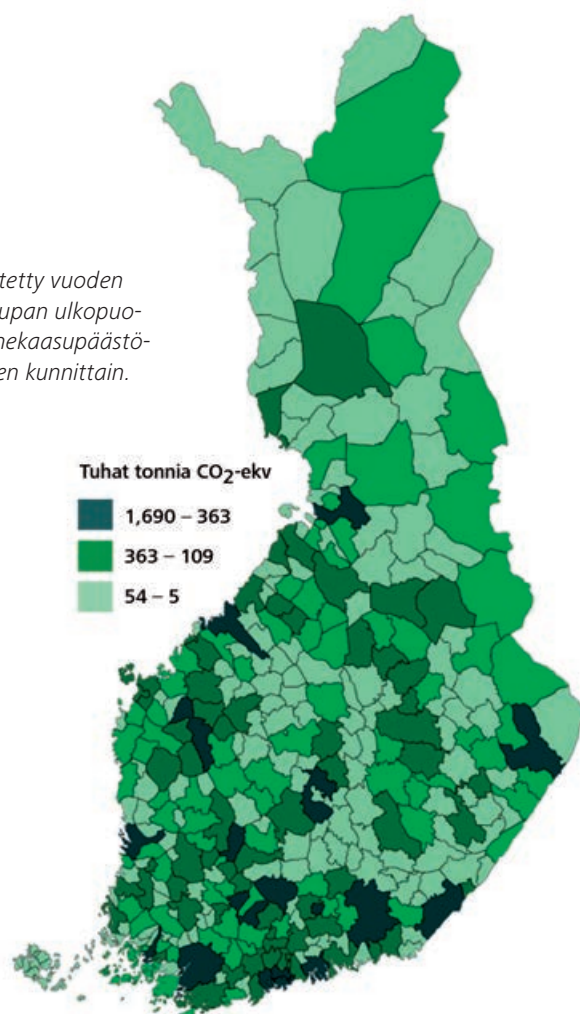 tetty vuoden
upan ulkopuo-
nekaasupäästö-
en kunnittain.
Tuhat tonnia CO2-ekv
1,690 – 363
363 – 109
54 – 5